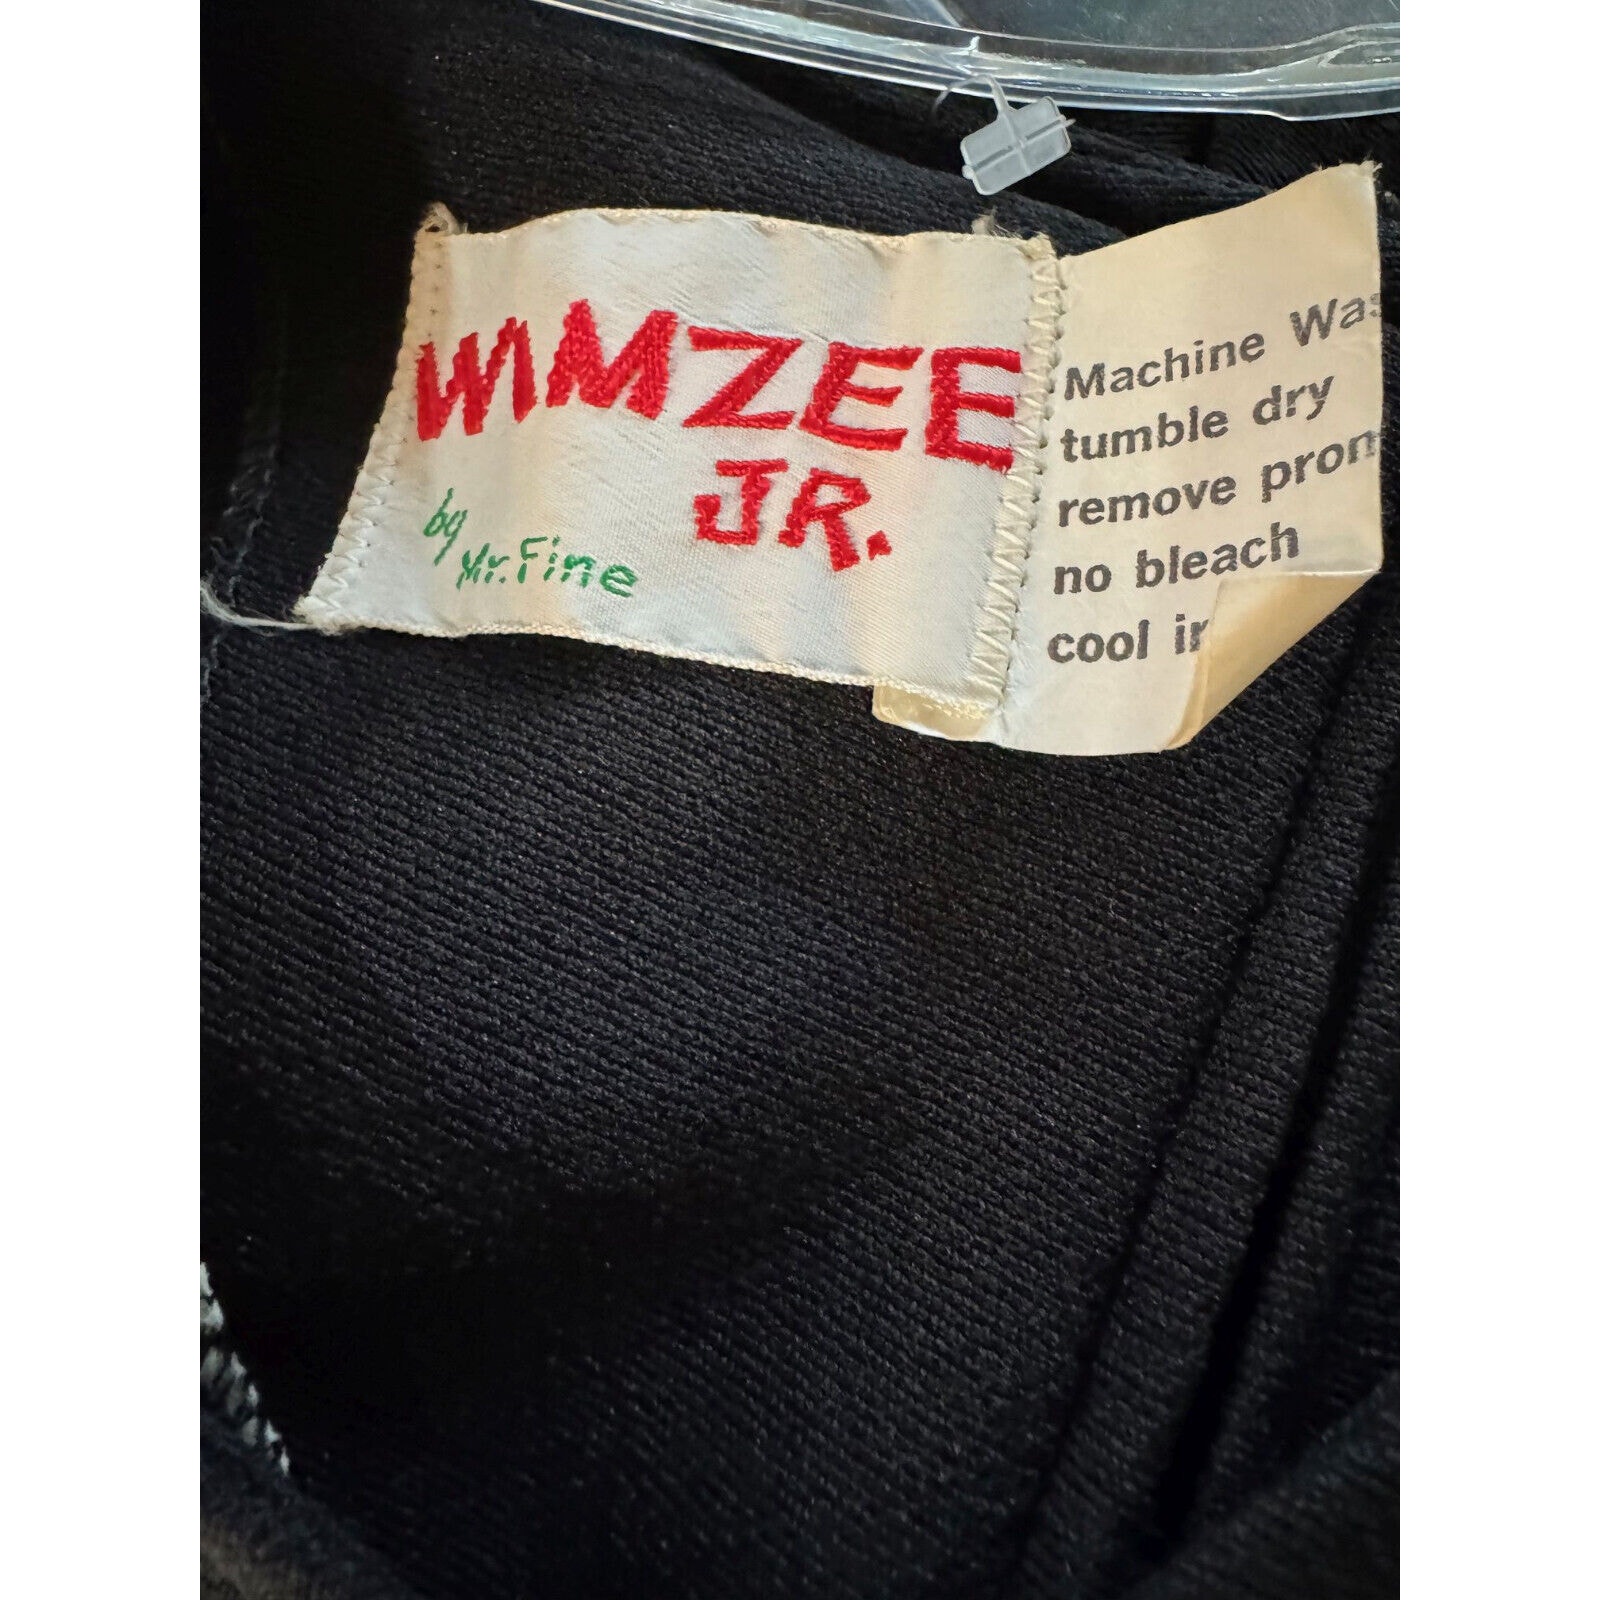 WIMZEE
JR.
by
Mr. Fine
Machine Was
tumble dry
remove prom
no bleach
cool ir